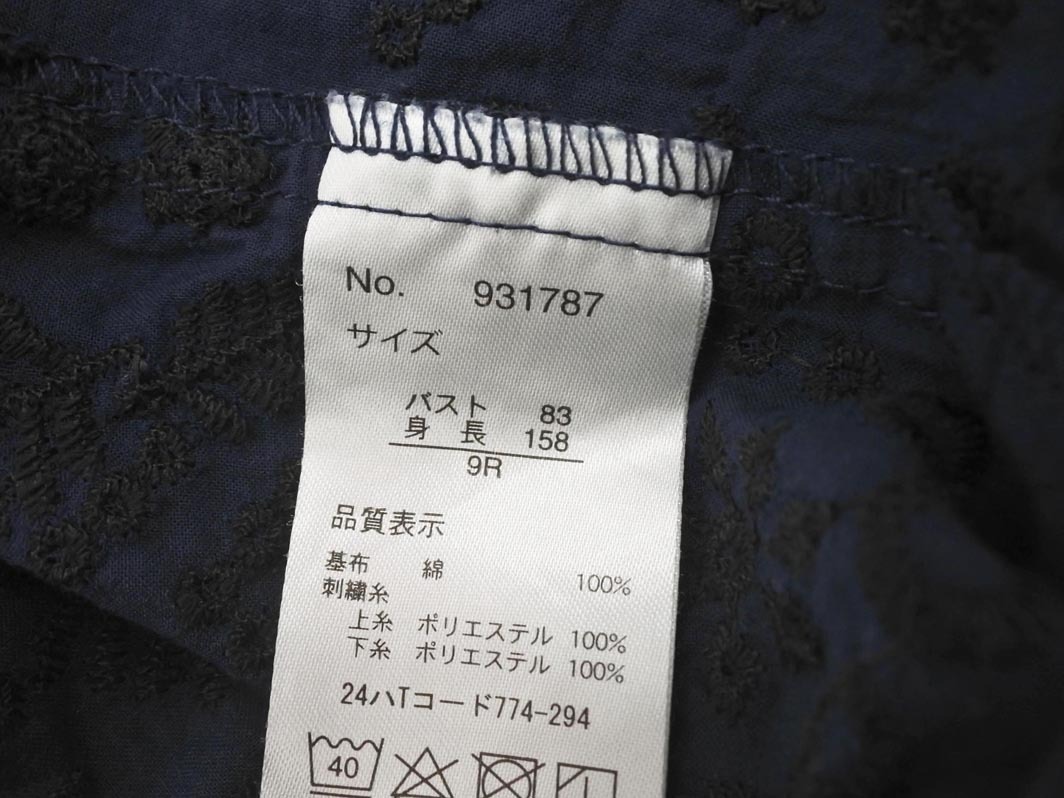 No. 931787
サイズ
バスト 83
身長 158
9R
品質表示
基布 綿 100%
刺繍糸
上糸 ポリエステル 100%
下糸 ポリエステル 100%
24ハTコード774-294
40